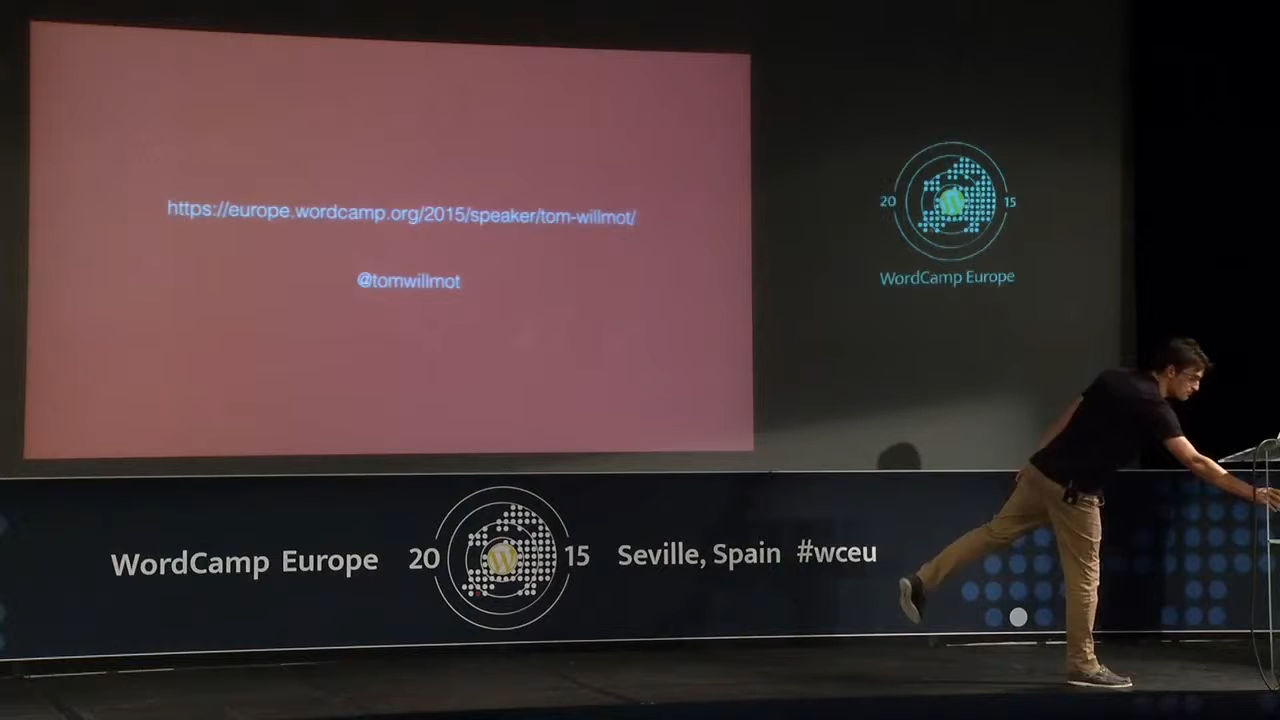 https://europe.wordcamp.org/2015/speaker/tom-willmot/
@tomwillmot
20 15
WordCamp Europe
WordCamp Europe 20 15 Seville, Spain #wceu